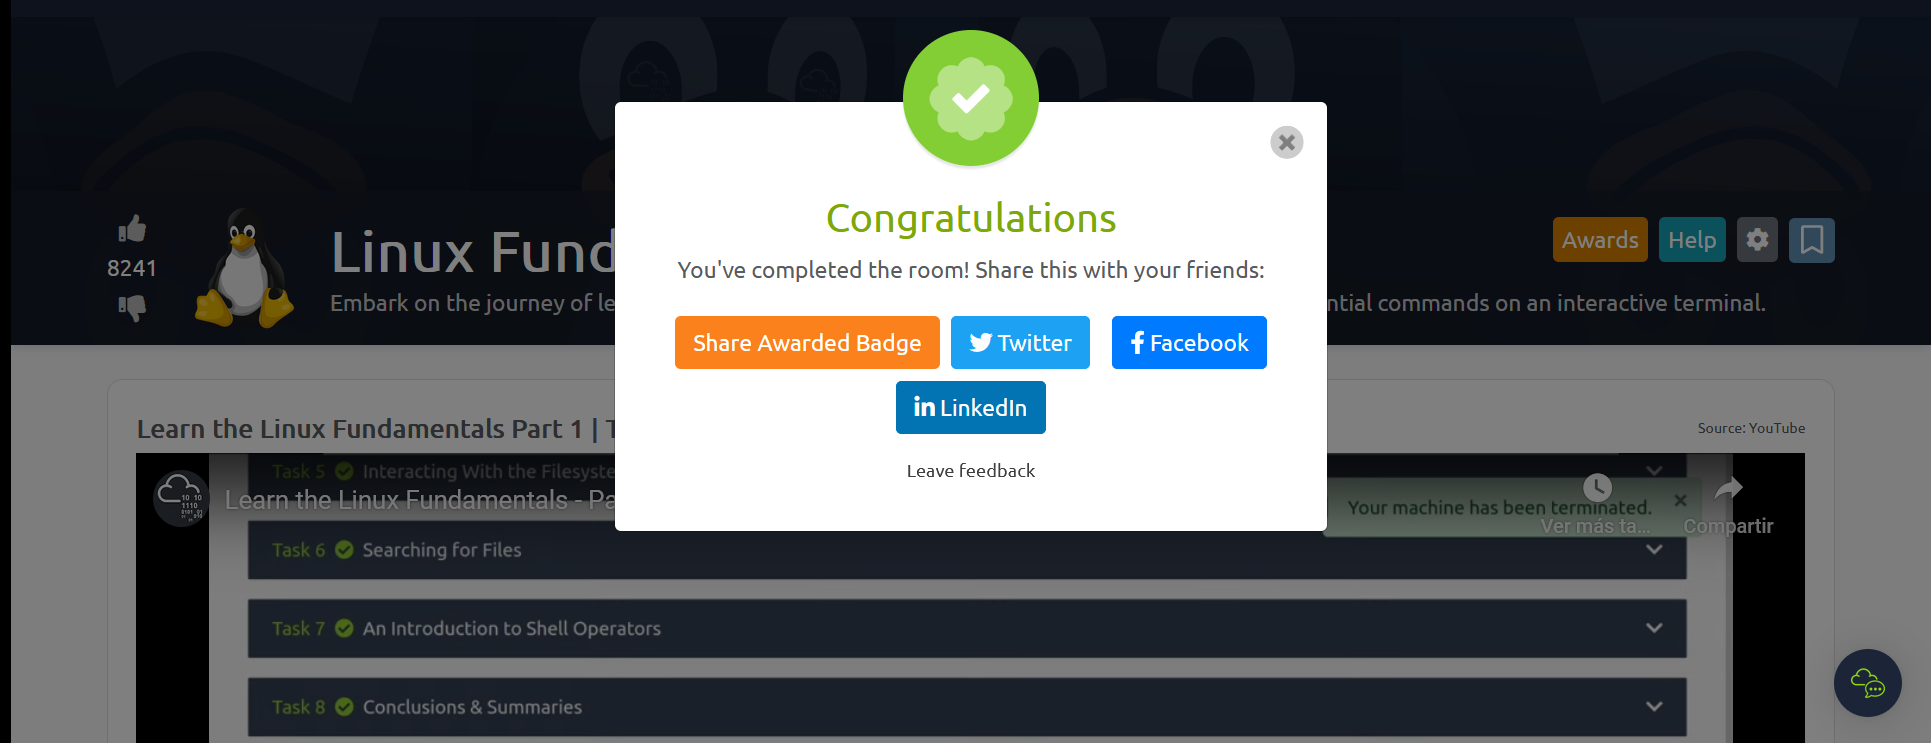 Congratulations
You've completed the room! Share this with your friends:
Share Awarded Badge
Twitter
Facebook
LinkedIn
Leave feedback
8241
Linux Fund
Embark on the journey of le
ntial commands on an interactive terminal.
Awards
Help
Learn the Linux Fundamentals Part 1 | T
Source: YouTube
Task 5 Interacting With the Filesyste
Learn the Linux Fundamentals - Pa
Your machine has been terminated.
Ver más ta...
Compartir
Task 6 Searching for Files
Task 7 An Introduction to Shell Operators
Task 8 Conclusions & Summaries